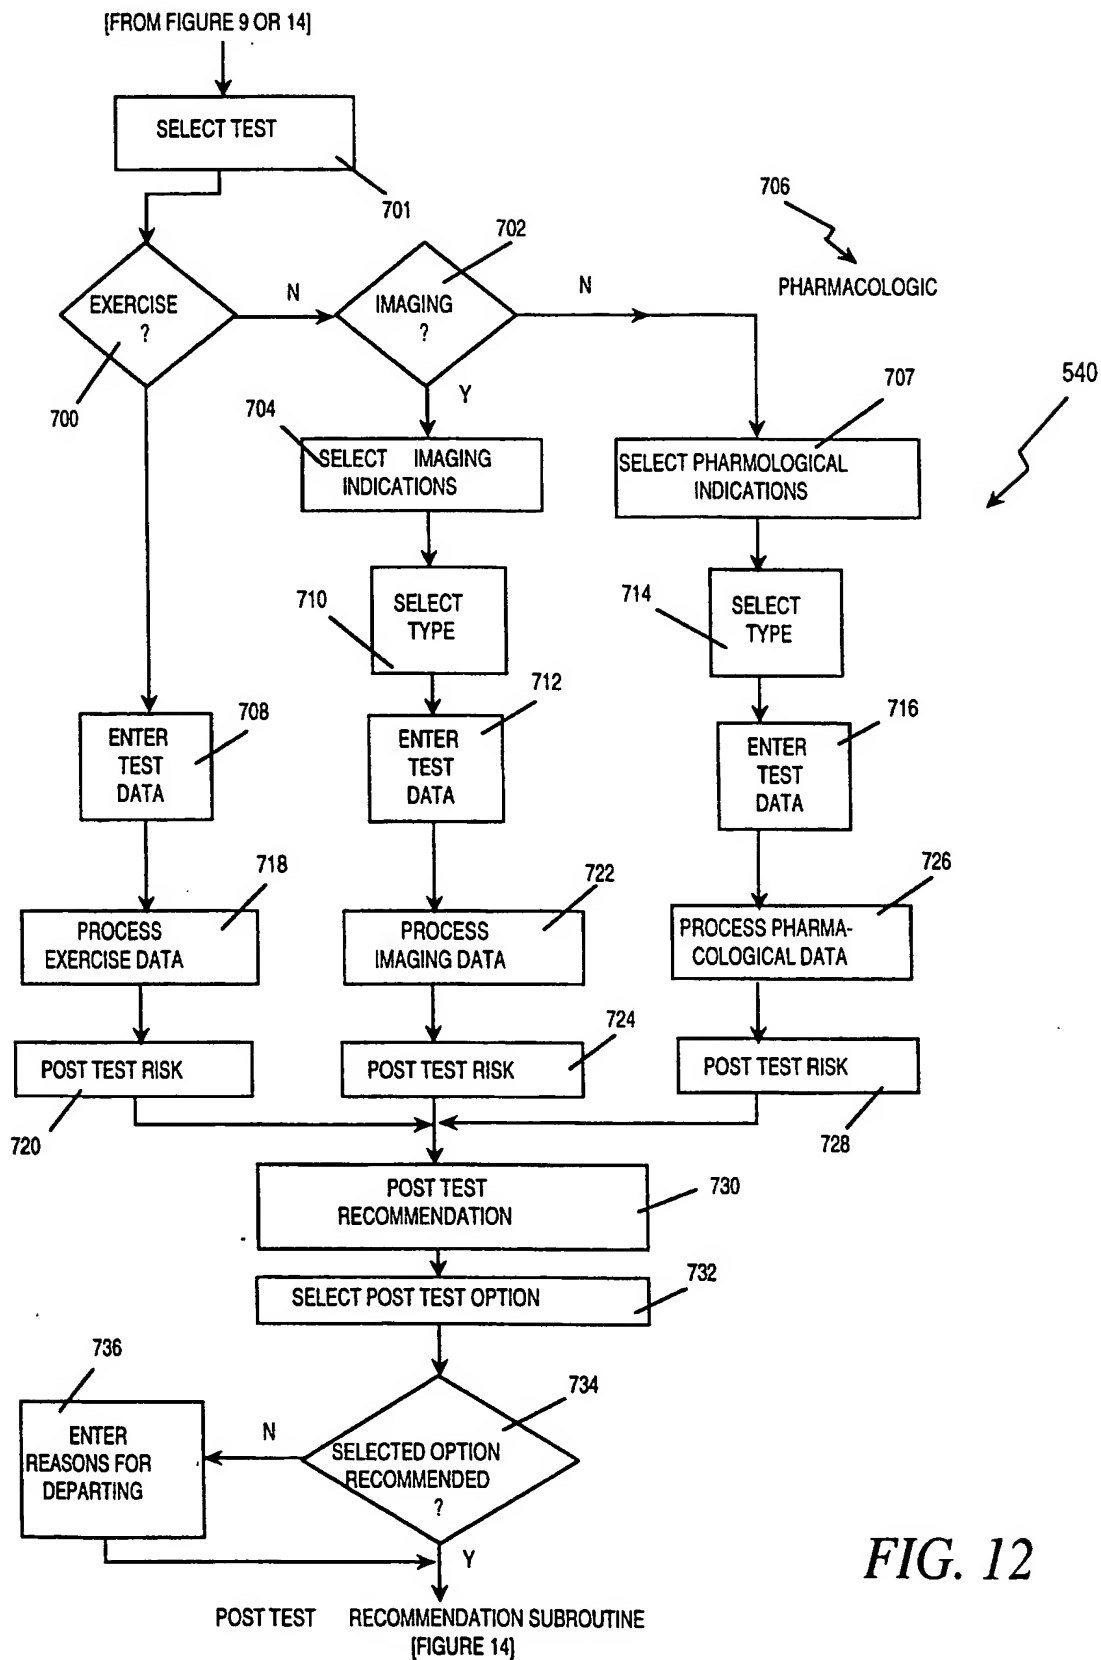 [FROM FIGURE 9 OR 14]
SELECT TEST
701
706
PHARMACOLOGIC
702
EXERCISE
?
N
IMAGING
?
N
700
Y
540
704
707
SELECT IMAGING
INDICATIONS
SELECT PHARMOLOGICAL
INDICATIONS
710
SELECT
TYPE
714
SELECT
TYPE
708
ENTER
TEST
DATA
712
ENTER
TEST
DATA
716
ENTER
TEST
DATA
718
PROCESS
EXERCISE DATA
722
PROCESS
IMAGING DATA
726
PROCESS PHARMA-
COLOGICAL DATA
POST TEST RISK
720
724
POST TEST RISK
POST TEST RISK
728
POST TEST
RECOMMENDATION
730
SELECT POST TEST OPTION
732
736
734
ENTER
REASONS FOR
DEPARTING
N
SELECTED OPTION
RECOMMENDED
?
Y
FIG. 12
POST TEST RECOMMENDATION SUBROUTINE
[FIGURE 14]